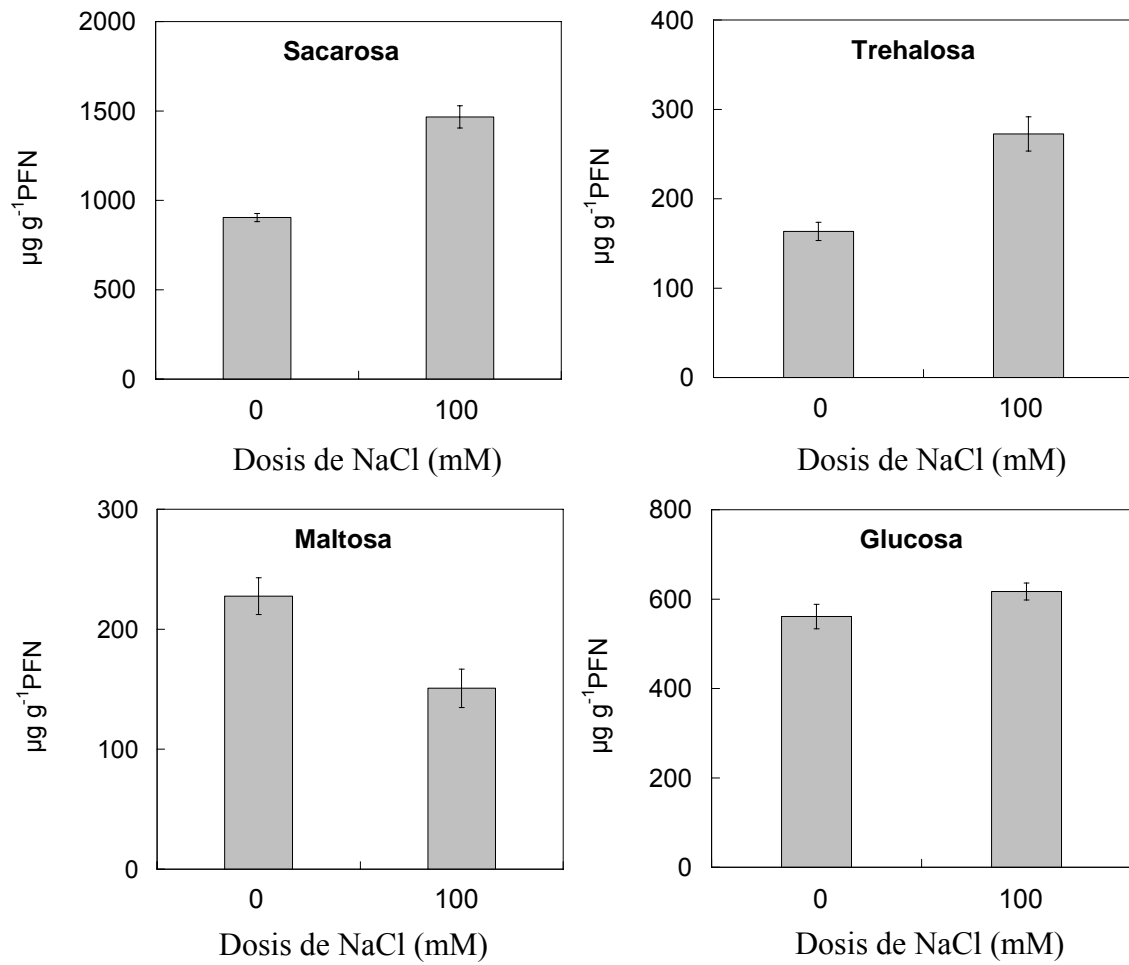 2000
1500
1000
500
0
µg g⁻¹PFN
Sacarosa
0 100
Dosis de NaCl (mM)
400
300
200
100
0
µg g⁻¹PFN
Trehalosa
0 100
Dosis de NaCl (mM)
300
200
100
0
µg g⁻¹PFN
Maltosa
0 100
Dosis de NaCl (mM)
800
600
400
200
0
µg g⁻¹PFN
Glucosa
0 100
Dosis de NaCl (mM)